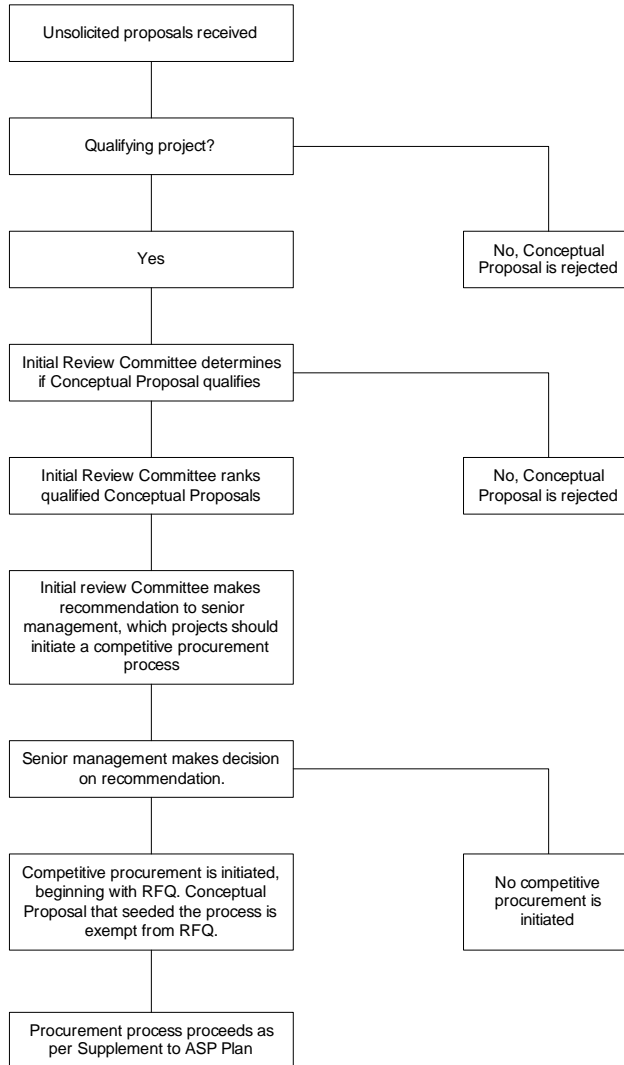 Unsolicited proposals received
Qualifying project?
Yes
No, Conceptual
Proposal is rejected
Initial Review Committee determines
if Conceptual Proposal qualifies
Initial Review Committee ranks
qualified Conceptual Proposals
No, Conceptual
Proposal is rejected
Initial review Committee makes
recommendation to senior
management, which projects should
initiate a competitive procurement
process
Senior management makes decision
on recommendation.
Competitive procurement is initiated,
beginning with RFQ. Conceptual
Proposal that seeded the process is
exempt from RFQ.
No competitive
procurement is
initiated
Procurement process proceeds as
per Supplement to ASP Plan